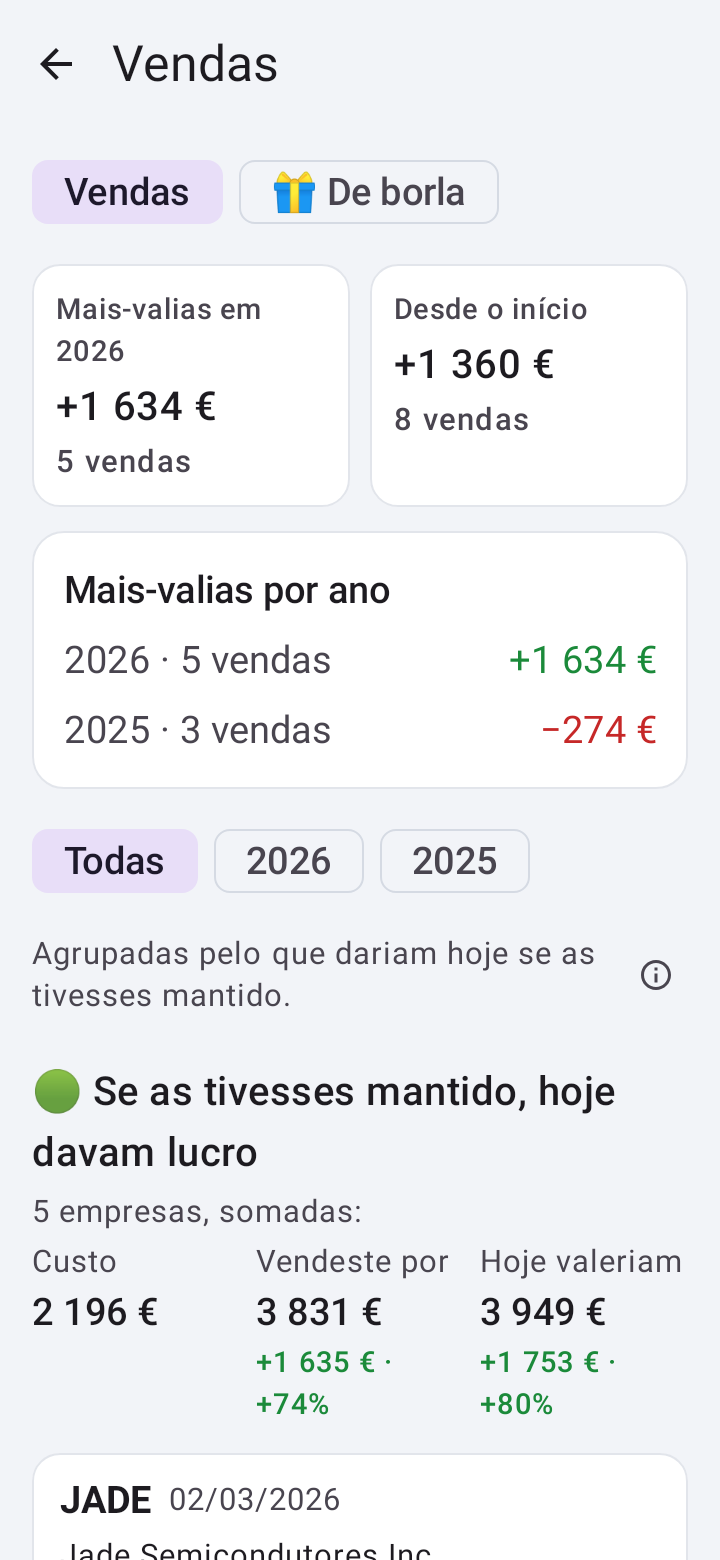 Vendas
Vendas
🎁 De borla
Mais-valias em
2026
+1 634 €
5 vendas
Desde o início
+1 360 €
8 vendas
Mais-valias por ano
2026 · 5 vendas +1 634 €
2025 · 3 vendas −274 €
Todas
2026
2025
Agrupadas pelo que dariam hoje se as
tivesses mantido.
🟢 Se as tivesses mantido, hoje
davam lucro
5 empresas, somadas:
Custo Vendeste por Hoje valeriam
2 196 € 3 831 € 3 949 €
+1 635 € · +1 753 € ·
+74% +80%
JADE 02/03/2026
Jade Semicondutores Inc